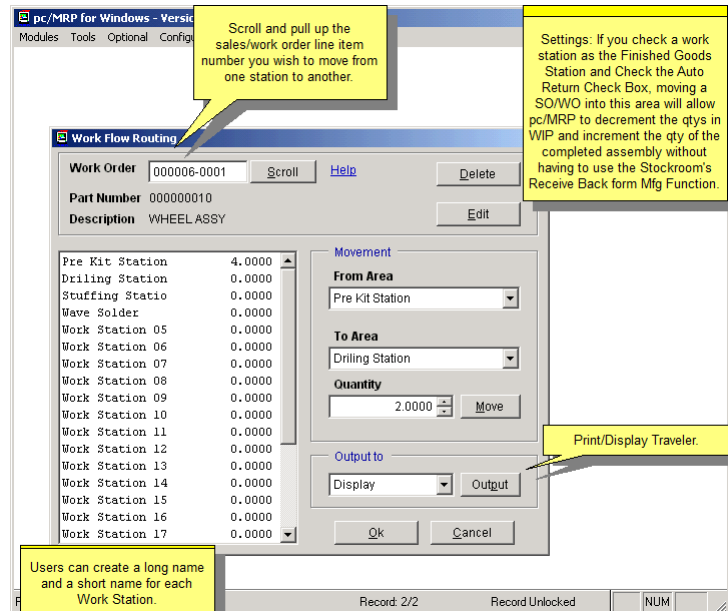 pc/MRP for Windows - Versic
Modules Tools Optional Configu
Scroll and pull up the
sales/work order line item
number you wish to move from
one station to another.
Settings: If you check a work
station as the Finished Goods
Station and Check the Auto
Return Check Box, moving a
SO/WO into this area will allow
pc/MRP to decrement the qtys in
WIP and increment the qty of the
completed assembly without
having to use the Stockroom's
Receive Back form Mfg Function.
Work Flow Routing
Work Order 000006-0001 Scroll Help Delete
Part Number 000000010
Description WHEEL ASSY Edit
Pre Kit Station 4.0000
Driling Station 0.0000
Stuffing Statio 0.0000
Wave Solder 0.0000
Work Station 05 0.0000
Work Station 06 0.0000
Work Station 07 0.0000
Work Station 08 0.0000
Work Station 09 0.0000
Work Station 10 0.0000
Work Station 11 0.0000
Work Station 12 0.0000
Work Station 13 0.0000
Work Station 14 0.0000
Work Station 15 0.0000
Work Station 16 0.0000
Work Station 17 0.0000
Movement
From Area
Pre Kit Station
To Area
Driling Station
Quantity
2.0000 Move
Output to
Display Output
Ok Cancel
Print/Display Traveler.
Users can create a long name
and a short name for each
Work Station.
Record: 2/2 Record Unlocked NUM